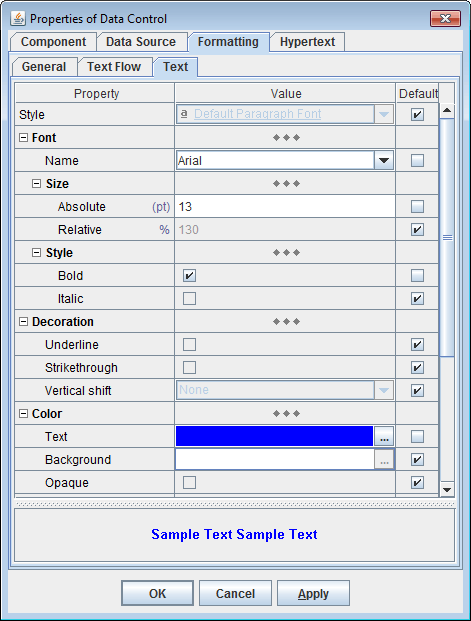 Properties of Data Control
Component Data Source Formatting Hypertext
General Text Flow Text
Property Value Default
Style a Default Paragraph Font
Font
Name Arial
Size
Absolute (pt) 13
Relative % 130
Style
Bold
Italic
Decoration
Underline
Strikethrough
Vertical shift None
Color
Text ...
Background ...
Opaque
Sample Text Sample Text
OK Cancel Apply